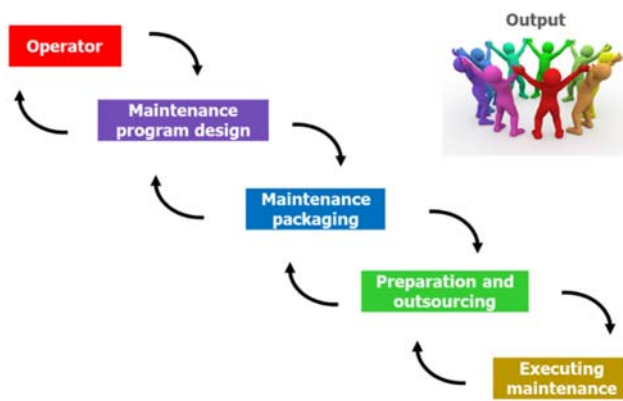 Output
Operator
Maintenance
program design
Maintenance
packaging
Preparation and
outsourcing
Executing
maintenance